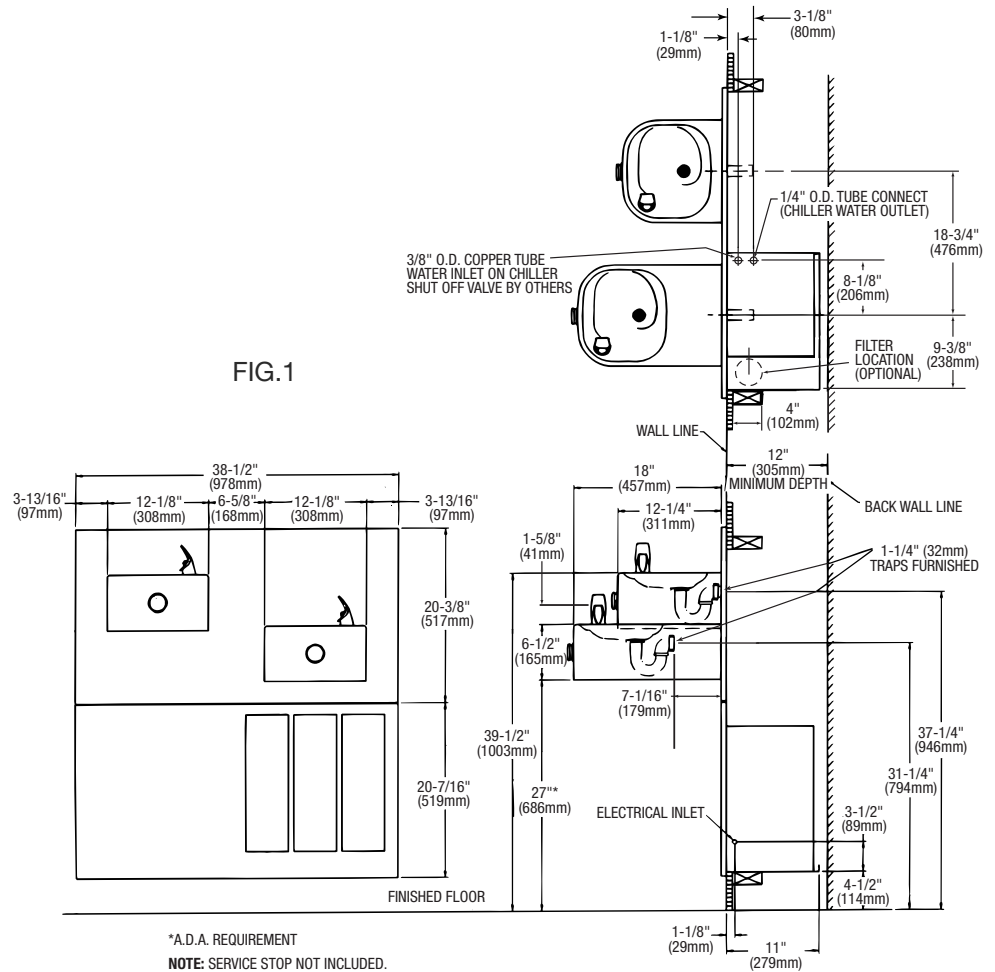 3-1/8"
(80mm)
1-1/8"
(29mm)
1/4" O.D. TUBE CONNECT
(CHILLER WATER OUTLET)
18-3/4"
(476mm)
3/8" O.D. COPPER TUBE
WATER INLET ON CHILLER
SHUT OFF VALVE BY OTHERS
8-1/8"
(206mm)
FIG.1
FILTER
LOCATION
(OPTIONAL)
9-3/8"
(238mm)
4"
(102mm)
WALL LINE
12"
(305mm)
MINIMUM DEPTH
BACK WALL LINE
38-1/2"
(978mm)
3-13/16"
(97mm)
12-1/8"
(308mm)
6-5/8"
(168mm)
12-1/8"
(308mm)
3-13/16"
(97mm)
18"
(457mm)
12-1/4"
(311mm)
1-5/8"
(41mm)
1-1/4" (32mm)
TRAPS FURNISHED
20-3/8"
(517mm)
6-1/2"
(165mm)
7-1/16"
(179mm)
39-1/2"
(1003mm)
27"*
(686mm)
37-1/4"
(946mm)
31-1/4"
(794mm)
20-7/16"
(519mm)
ELECTRICAL INLET
3-1/2"
(89mm)
4-1/2"
(114mm)
FINISHED FLOOR
1-1/8"
(29mm)
11"
(279mm)
*A.D.A. REQUIREMENT
NOTE: SERVICE STOP NOT INCLUDED.